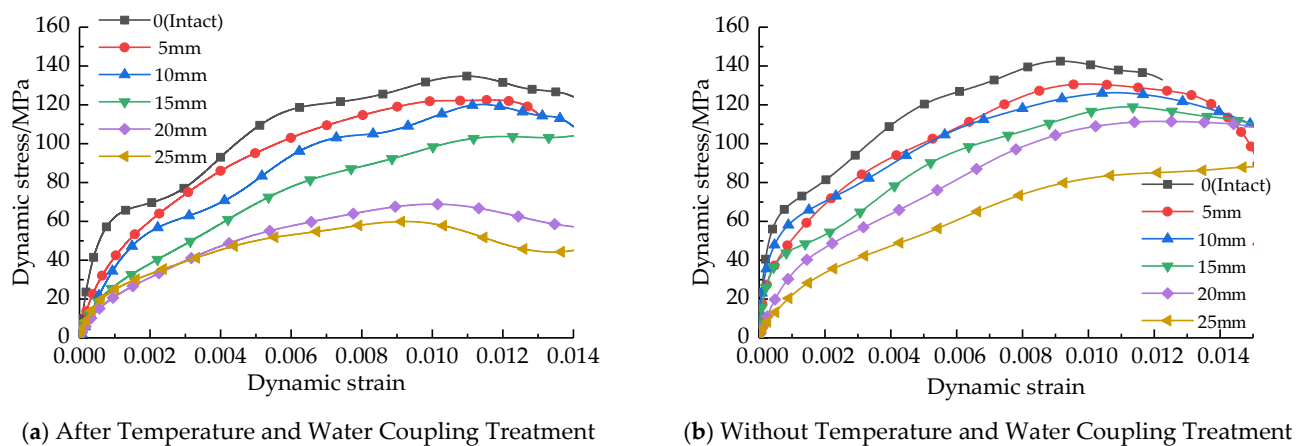 160
140
120
100
80
60
40
20
0
Dynamic stress/MPa
0(Intact)
5mm
10mm
15mm
20mm
25mm
0.000 0.002 0.004 0.006 0.008 0.010 0.012 0.014
Dynamic strain
(a) After Temperature and Water Coupling Treatment
160
140
120
100
80
60
40
20
0
Dynamic stress/MPa
0(Intact)
5mm
10mm
15mm
20mm
25mm
0.000 0.002 0.004 0.006 0.008 0.010 0.012 0.014
Dynamic strain
(b) Without Temperature and Water Coupling Treatment